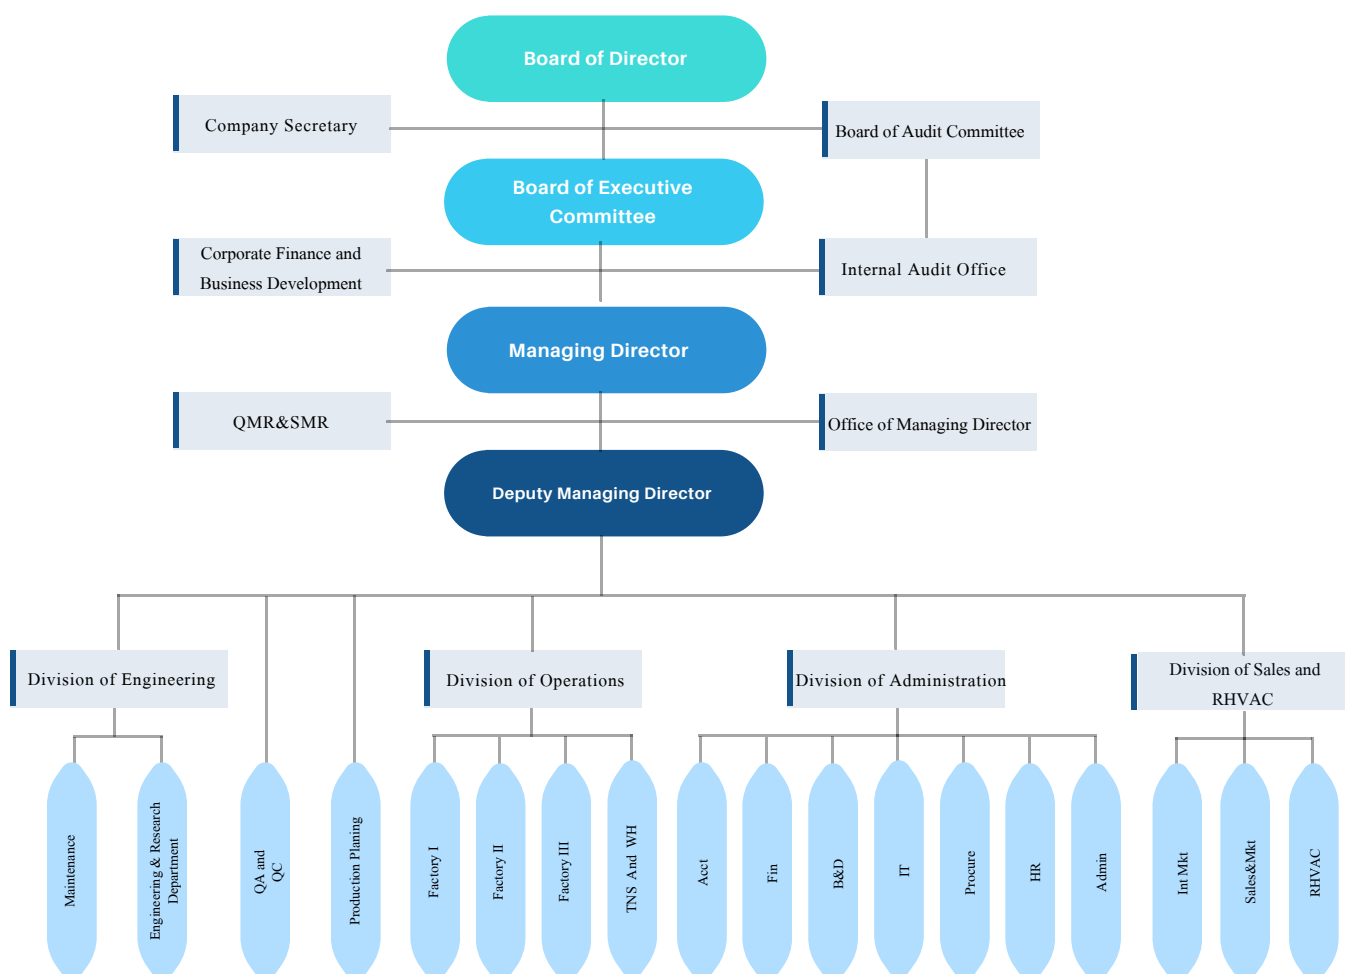 Board of Director
Company Secretary
Board of Audit Committee
Board of Executive
Committee
Corporate Finance and
Business Development
Internal Audit Office
Managing Director
QMR&SMR
Office of Managing Director
Deputy Managing Director
Division of Engineering
Division of Operations
Division of Administration
Division of Sales and
RHVAC
Maintenance
Engineering & Research
Department
QA and
QC
Production Planing
Factory I
Factory II
Factory III
TNS And WH
Acct
Fin
B&D
IT
Procure
HR
Admin
Int Mkt
Sales&Mkt
RHVAC